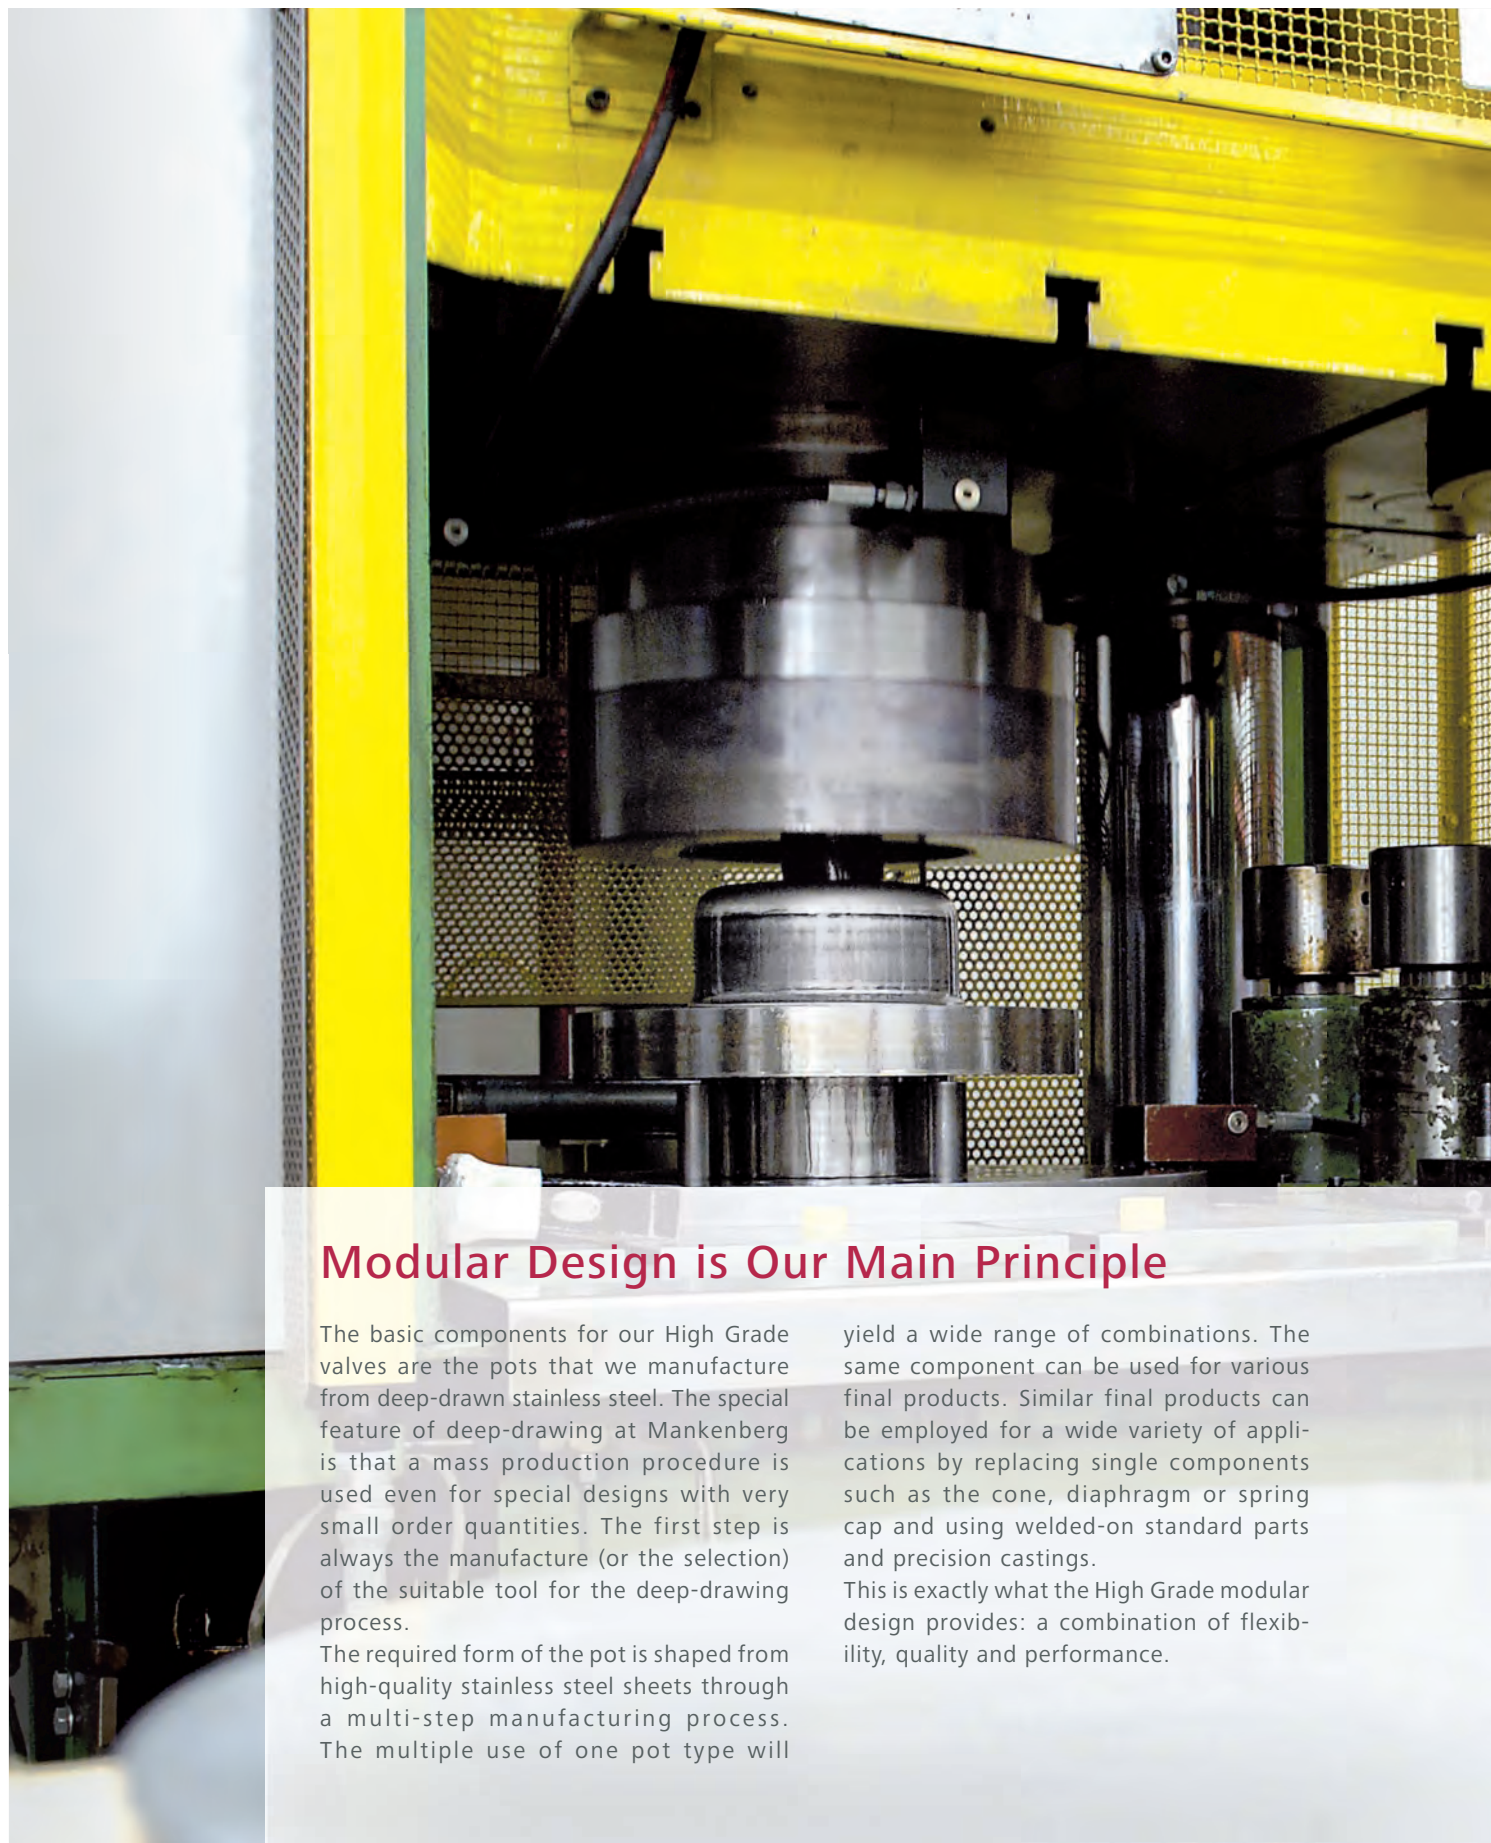 Modular Design is Our Main Principle
The basic components for our High Grade
valves are the pots that we manufacture
from deep-drawn stainless steel. The special
feature of deep-drawing at Mankenberg
is that a mass production procedure is
used even for special designs with very
small order quantities. The first step is
always the manufacture (or the selection)
of the suitable tool for the deep-drawing
process.
The required form of the pot is shaped from
high-quality stainless steel sheets through
a multi-step manufacturing process.
The multiple use of one pot type will
yield a wide range of combinations. The
same component can be used for various
final products. Similar final products can
be employed for a wide variety of appli-
cations by replacing single components
such as the cone, diaphragm or spring
cap and using welded-on standard parts
and precision castings.
This is exactly what the High Grade modular
design provides: a combination of flexib-
ility, quality and performance.